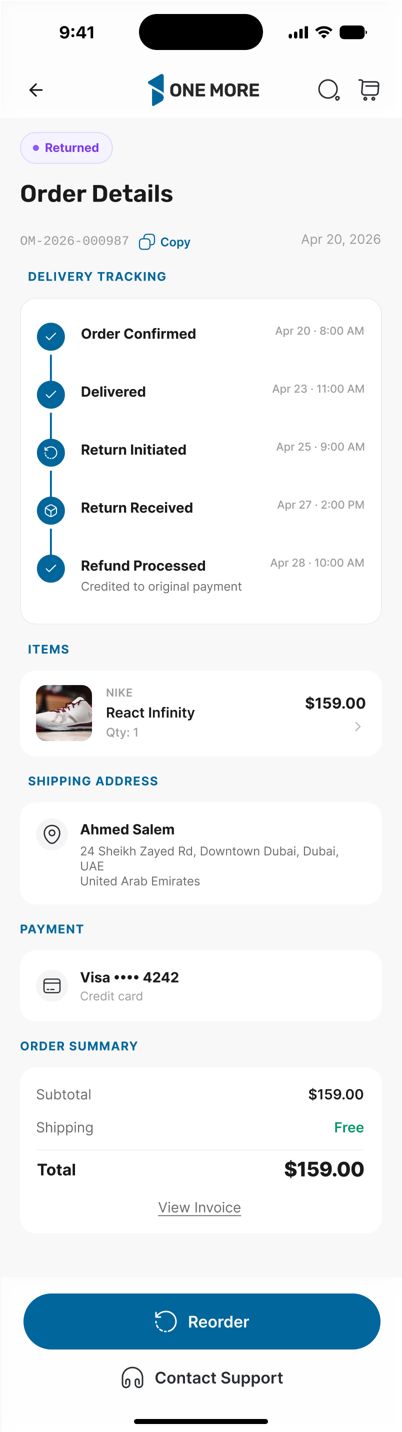 9:41
ONE MORE
Returned
Order Details
OM-2026-000987 Copy Apr 20, 2026
DELIVERY TRACKING
Order Confirmed Apr 20 · 8:00 AM
Delivered Apr 23 · 11:00 AM
Return Initiated Apr 25 · 9:00 AM
Return Received Apr 27 · 2:00 PM
Refund Processed Apr 28 · 10:00 AM
Credited to original payment
ITEMS
NIKE
React Infinity $159.00
Qty: 1
SHIPPING ADDRESS
Ahmed Salem
24 Sheikh Zayed Rd, Downtown Dubai, Dubai,
UAE
United Arab Emirates
PAYMENT
Visa •••• 4242
Credit card
ORDER SUMMARY
Subtotal $159.00
Shipping Free
Total $159.00
View Invoice
Reorder
Contact Support